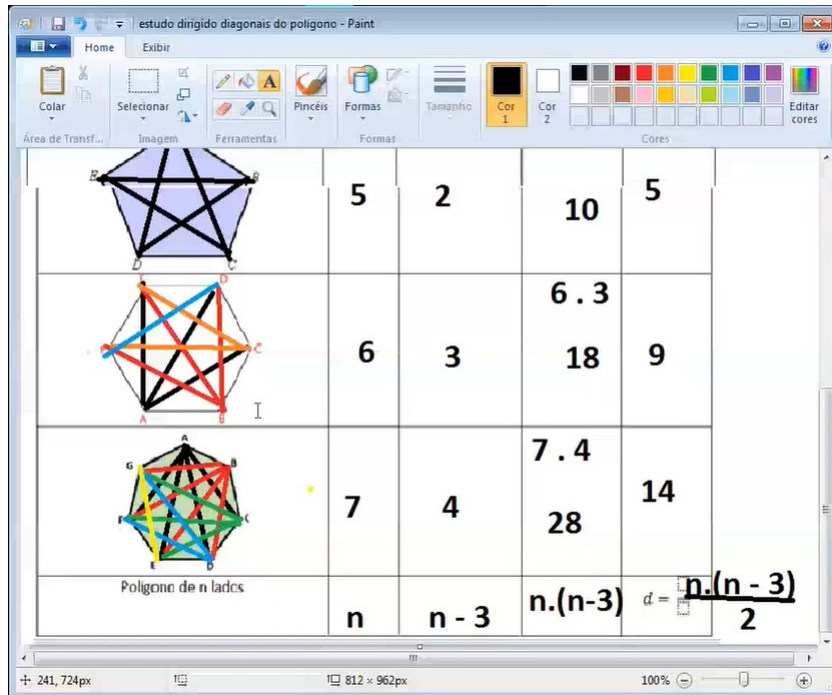 estudo dirigido diagonais do poligono - Paint
Home Exibir
Colar
Selecionar
Pincéis
Formas
Tamanho
Cor 1
Cor 2
Editar cores
Área de Transf...
Imagem
Ferramentas
Formas
Cores
E B
D C
5 2 10 5
D
C
A B
6 . 3
6 3 18 9
A
G B
F C
E D
7 . 4
7 4 28 14
Polígono de n lados
n n - 3 n.(n-3) d = n.(n - 3)
2
241, 724px
812 × 962px
100%